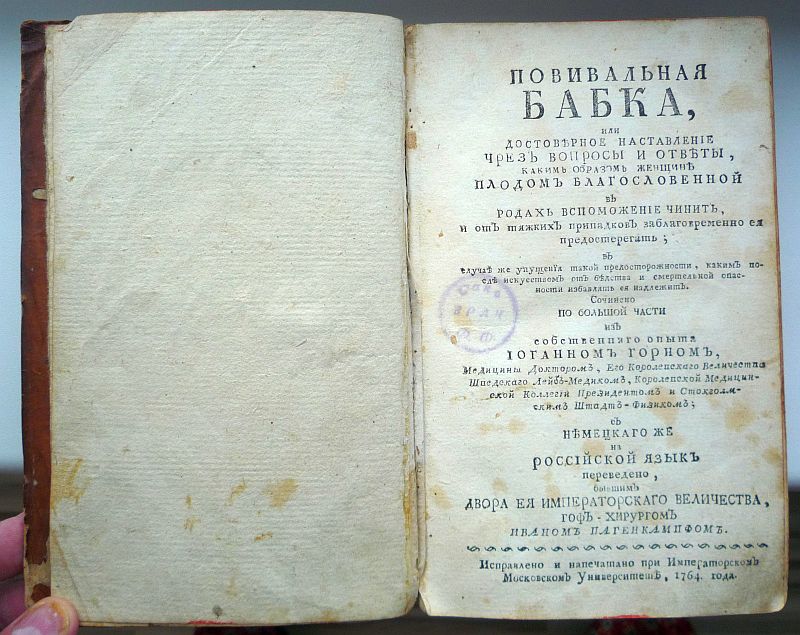 ПОВИВАЛЬНАЯ
БАБКА,
или
ДОСТОВѢРНОЕ НАСТАВЛЕНІЕ
ЧРЕЗЪ ВОПРОСЫ И ОТВѢТЫ,
КАКИМЪ ОБРАЗОМЪ ЖЕНЩИНѢ
ПЛОДОМЪ БЛАГОСЛОВЕННОЙ
въ
РОДАХЪ ВСПОМОЖЕНІЕ ЧИНИТЬ,
и отъ тяжкихъ припадковъ заблаговременно ея
предостерегать;
въ
случаѣ же упущенія такой предосторожности, какимъ по-
слѣ искусствомъ отъ бѣдства и смертельной опас-
ности избавлять ея надлежитъ.
Сочинено
ПО БОЛЬШОЙ ЧАСТИ
изъ
собственнаго опыта
ІОГАННОМЪ ГОРНОМЪ,
Медицины Докторомъ, Его Королевскаго Величества
Шведскаго Лейбъ-Медикомъ, Королевской Медицин-
ской Коллегіи Президентомъ и Стокголм-
скимъ Штадтъ-Физикомъ;
съ
НѢМЕЦКАГО ЖЕ
на
РОССІЙСКОЙ ЯЗЫКЪ
переведено,
бывшимъ
ДВОРА ЕЯ ИМПЕРАТОРСКАГО ВЕЛИЧЕСТВА,
ГОФЪ-ХИРУРГОМЪ
ИВАНОМЪ ПАГЕНКАМПФОМЪ.
Исправлено и напечатано при Императорскомъ
Московскомъ Университетѣ, 1764. года.
ВРАЧ